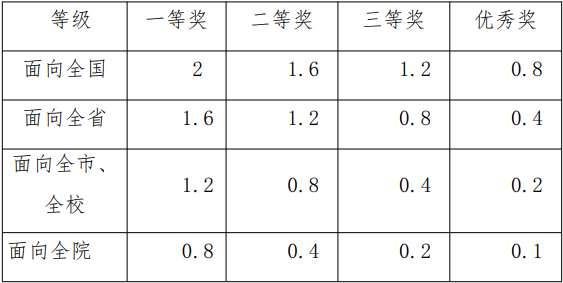 等级 一等奖 二等奖 三等奖 优秀奖
面向全国 2 1.6 1.2 0.8
面向全省 1.6 1.2 0.8 0.4
面向全市、
全校 1.2 0.8 0.4 0.2
面向全院 0.8 0.4 0.2 0.1